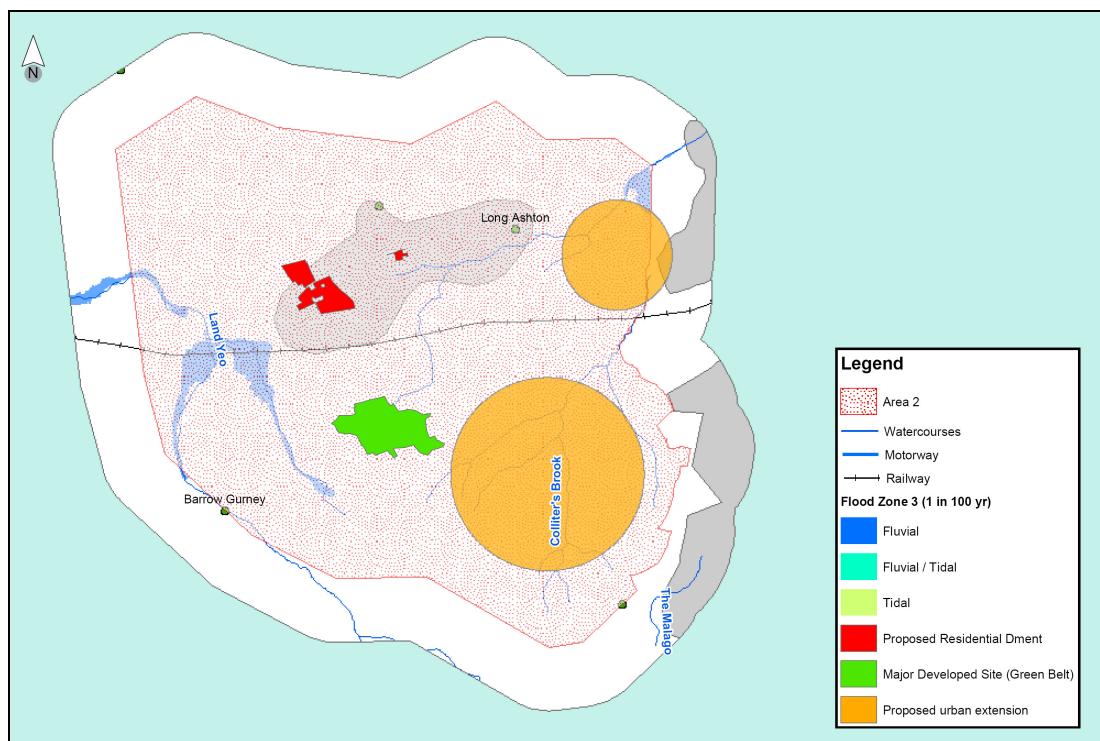 N
Long Ashton
Land Yeo
Barrow Gurney
Colliter's Brook
The Malago
Legend
Area 2
Watercourses
Motorway
Railway
Flood Zone 3 (1 in 100 yr)
Fluvial
Fluvial / Tidal
Tidal
Proposed Residential Dment
Major Developed Site (Green Belt)
Proposed urban extension